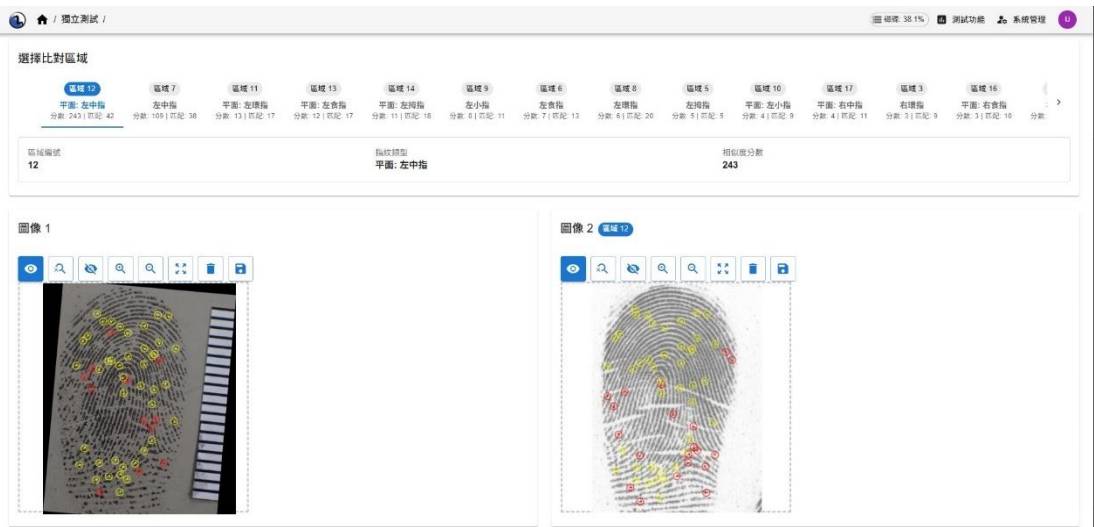 / 獨立測試 /
磁碟: 38.1%
測試功能
系統管理
U
選擇比對區域
區域 12
平面: 左中指
分數: 243 | 匹配: 42
區域 7
左中指
分數: 109 | 匹配: 38
區域 11
平面: 左環指
分數: 13 | 匹配: 17
區域 13
平面: 左食指
分數: 12 | 匹配: 17
區域 14
平面: 左拇指
分數: 11 | 匹配: 18
區域 9
左小指
分數: 8 | 匹配: 11
區域 6
左食指
分數: 7 | 匹配: 13
區域 8
左環指
分數: 6 | 匹配: 20
區域 5
左拇指
分數: 5 | 匹配: 5
區域 10
平面: 左小指
分數: 4 | 匹配: 9
區域 17
平面: 右中指
分數: 4 | 匹配: 11
區域 3
右環指
分數: 3 | 匹配: 9
區域 16
平面: 右食指
分數: 3 | 匹配: 10
分數:
區域編號
12
指紋類型
平面: 左中指
相似度分數
243
圖像 1
圖像 2 區域 12